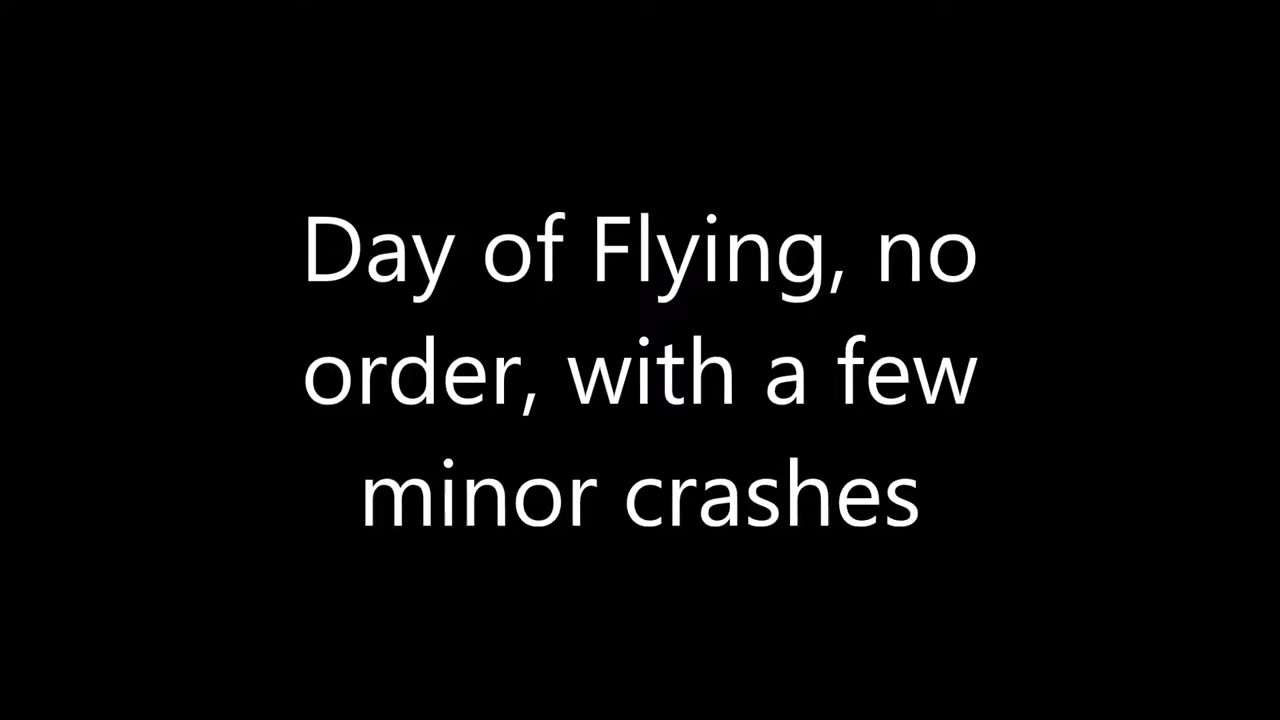 Day of Flying, no
order, with a few
minor crashes